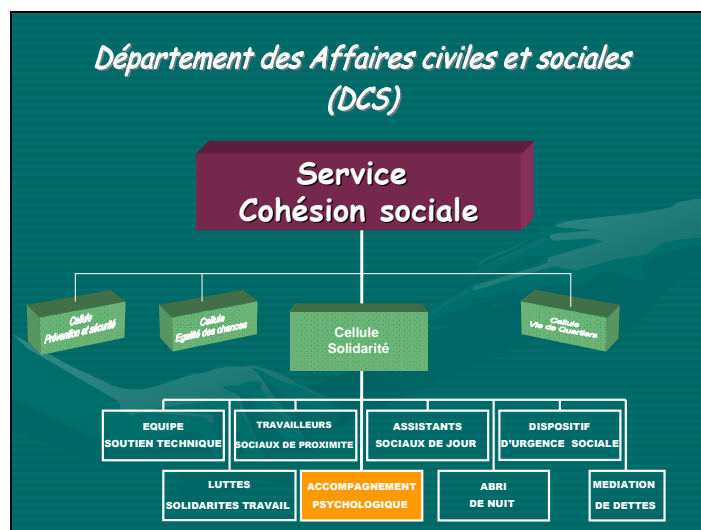 Département des Affaires civiles et sociales
(DCS)
Service
Cohésion sociale
Cellule
Prévention et sécurité
Cellule
Egalité des chances
Cellule
Solidarité
Cellule
Vie de Quartiers
EQUIPE
SOUTIEN TECHNIQUE
TRAVAILLEURS
SOCIAUX DE PROXIMITE
ASSISTANTS
SOCIAUX DE JOUR
DISPOSITIF
D'URGENCE SOCIALE
LUTTES
SOLIDARITES TRAVAIL
ACCOMPAGNEMENT
PSYCHOLOGIQUE
ABRI
DE NUIT
MEDIATION
DE DETTES